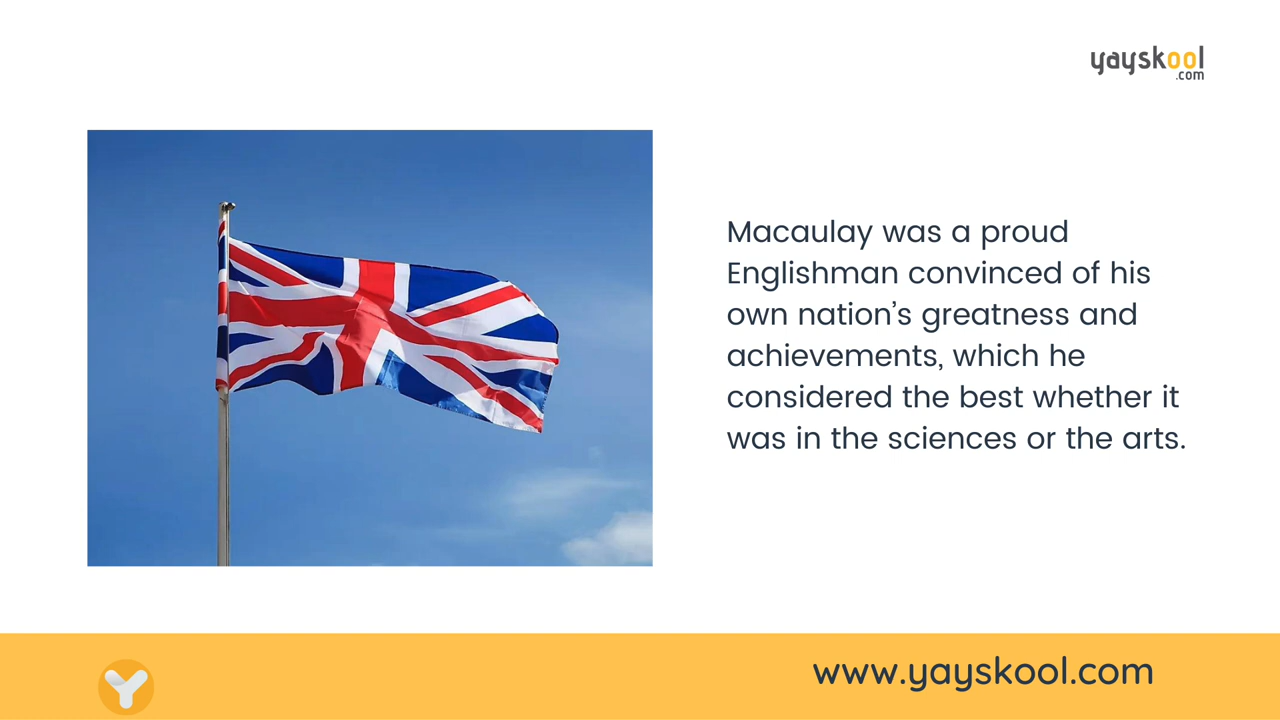 yayskool
.com
Macaulay was a proud
Englishman convinced of his
own nation’s greatness and
achievements, which he
considered the best whether it
was in the sciences or the arts.
www.yayskool.com